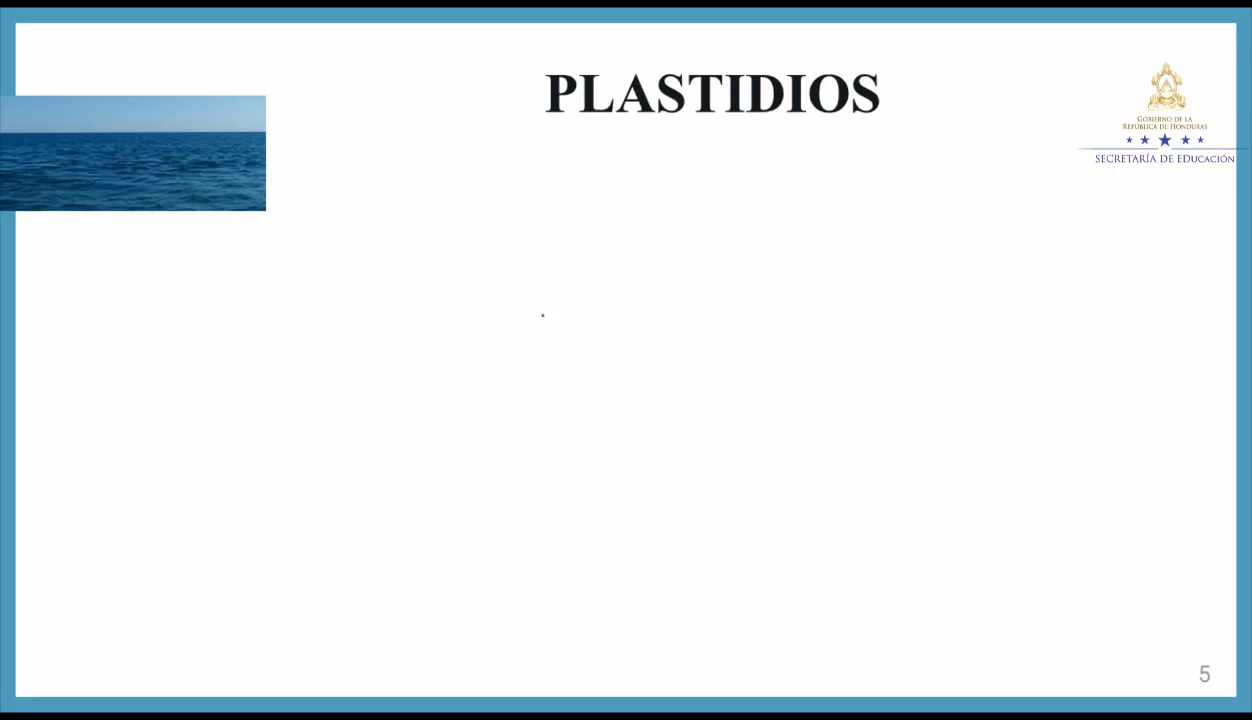 PLASTIDIOS
GOBIERNO DE LA
REPÚBLICA DE HONDURAS
SECRETARÍA DE EDUCACIÓN
.
5